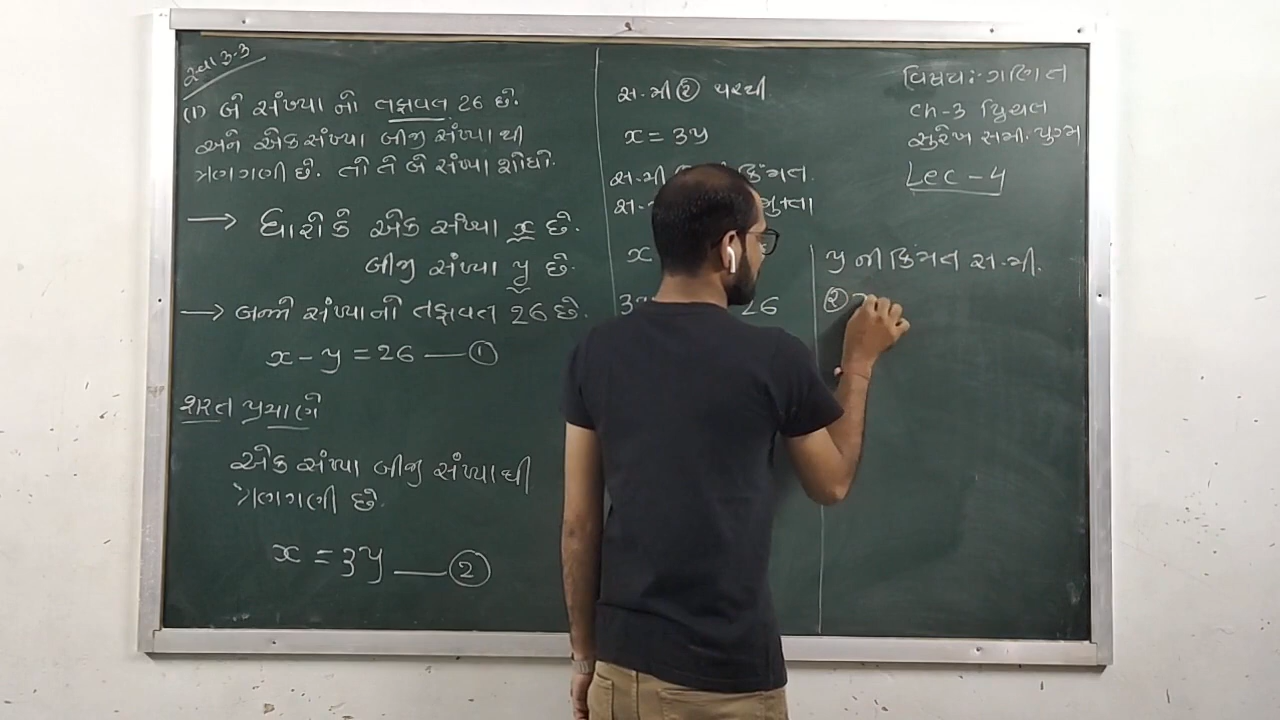 સ્વા 3.3
(1) બે સંખ્યા નો તફાવત 26 છે.
અને એક સંખ્યા બીજી સંખ્યા થી
ત્રણગણી છે. તો તે બે સંખ્યા શોધો.
→ ધારો કે એક સંખ્યા x છે.
બીજી સંખ્યા y છે.
→ બન્ને સંખ્યાનો તફાવત 26 છે.
x - y = 26 — ①
શરત પ્રમાણે
એક સંખ્યા બીજી સંખ્યા થી
ત્રણગણી છે.
x = 3y — ②
સ.મી ② પરથી
x = 3y
સ.મી કિંમત
સ.
x
3y 26
y ની કિંમત સ.મી.
②
વિષય: ગણિત
ch-3 દ્વિચલ
સુરેખ સમી. યુગ્મ
Lec - 4